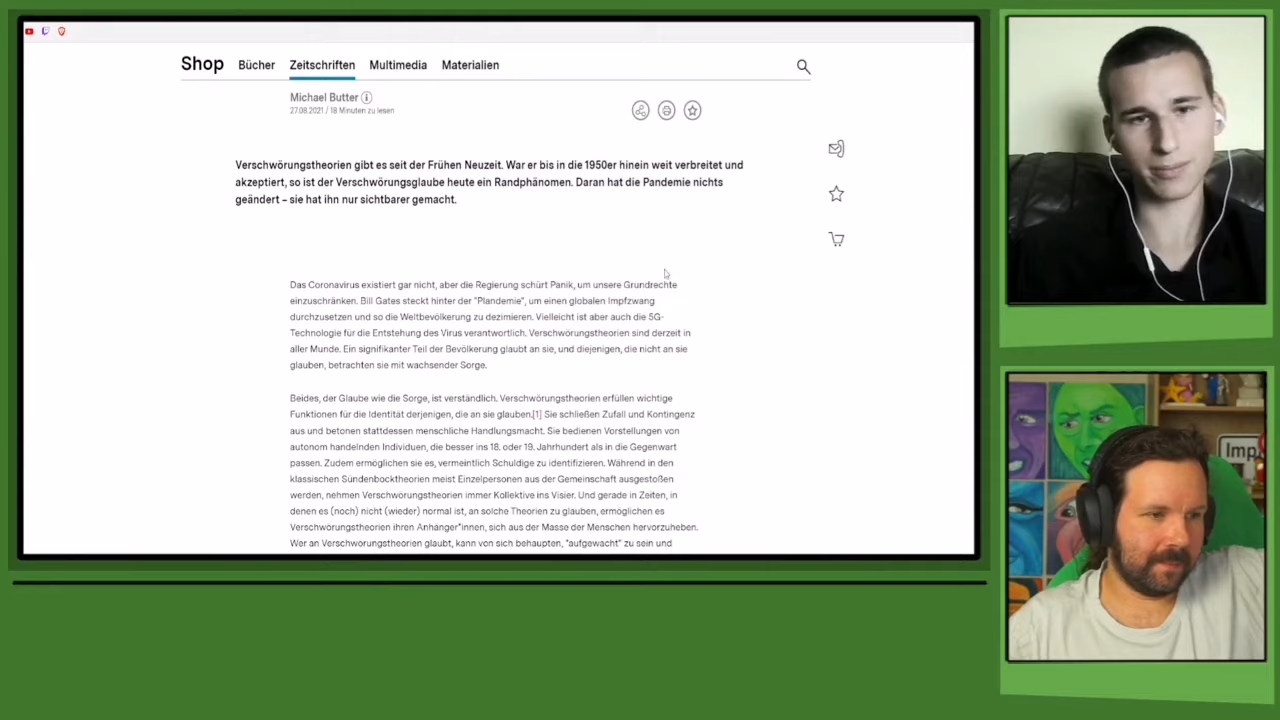 Shop Bücher Zeitschriften Multimedia Materialien
Michael Butter
27.08.2021 / 18 Minuten zu lesen
Verschwörungstheorien gibt es seit der Frühen Neuzeit. War er bis in die 1950er hinein weit verbreitet und
akzeptiert, so ist der Verschwörungsglaube heute ein Randphänomen. Daran hat die Pandemie nichts
geändert – sie hat ihn nur sichtbarer gemacht.
Das Coronavirus existiert gar nicht, aber die Regierung schürt Panik, um unsere Grundrechte
einzuschränken. Bill Gates steckt hinter der "Plandemie", um einen globalen Impfzwang
durchzusetzen und so die Weltbevölkerung zu dezimieren. Vielleicht ist aber auch die 5G-
Technologie für die Entstehung des Virus verantwortlich. Verschwörungstheorien sind derzeit in
aller Munde. Ein signifikanter Teil der Bevölkerung glaubt an sie, und diejenigen, die nicht an sie
glauben, betrachten sie mit wachsender Sorge.
Beides, der Glaube wie die Sorge, ist verständlich. Verschwörungstheorien erfüllen wichtige
Funktionen für die Identität derjenigen, die an sie glauben.[1] Sie schließen Zufall und Kontingenz
aus und betonen stattdessen menschliche Handlungsmacht. Sie bedienen Vorstellungen von
autonom handelnden Individuen, die besser ins 18. oder 19. Jahrhundert als in die Gegenwart
passen. Zudem ermöglichen sie es, vermeintlich Schuldige zu identifizieren. Während in den
klassischen Sündenbocktheorien meist Einzelpersonen aus der Gemeinschaft ausgestoßen
werden, nehmen Verschwörungstheorien immer Kollektive ins Visier. Und gerade in Zeiten, in
denen es (noch) nicht (wieder) normal ist, an solche Theorien zu glauben, ermöglichen es
Verschwörungstheorien ihren Anhänger*innen, sich aus der Masse der Menschen hervorzuheben.
Wer an Verschwörungstheorien glaubt, kann von sich behaupten, "aufgewacht" zu sein und